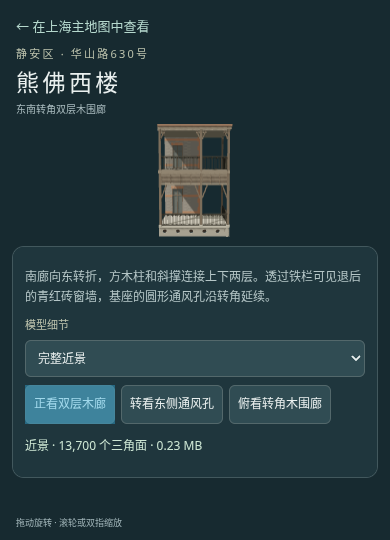 ← 在上海主地图中查看
静安区 · 华山路630号
熊佛西楼
东南转角双层木围廊
南廊向东转折，方木柱和斜撑连接上下两层。透过铁栏可见退后
的青红砖窗墙，基座的圆形通风孔沿转角延续。
模型细节
完整近景
正看双层木廊
转看东侧通风孔
俯看转角木围廊
近景 · 13,700 个三角面 · 0.23 MB
拖动旋转 · 滚轮或双指缩放